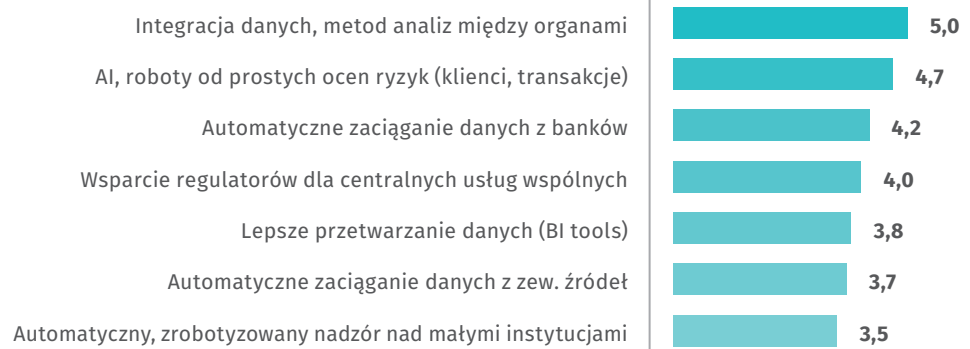 Integracja danych, metod analiz między organami 5,0
AI, roboty od prostych ocen ryzyk (klienci, transakcje) 4,7
Automatyczne zaciąganie danych z banków 4,2
Wsparcie regulatorów dla centralnych usług wspólnych 4,0
Lepsze przetwarzanie danych (BI tools) 3,8
Automatyczne zaciąganie danych z zew. źródeł 3,7
Automatyczny, zrobotyzowany nadzór nad małymi instytucjami 3,5